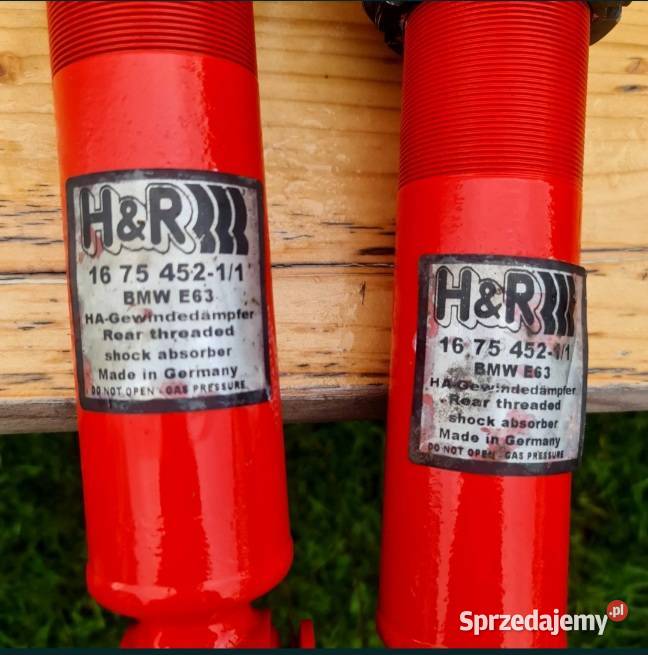 H&R
16 75 452-1/1
BMW E63
HA-Gewindedämpfer
Rear threaded
shock absorber
Made in Germany
DO NOT OPEN - GAS PRESSURE
H&R
16 75 452-1/1
BMW E63
HA-Gewindedämpfer
Rear threaded
shock absorber
Made in Germany
DO NOT OPEN - GAS PRESSURE
Sprzedajemy.pl